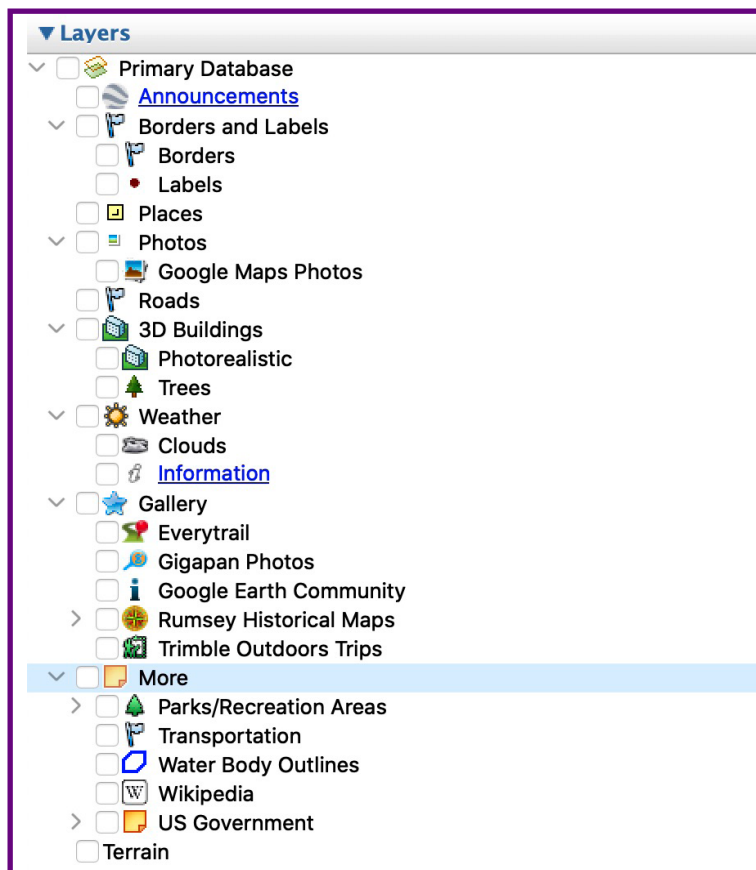 Layers
Primary Database
Announcements
Borders and Labels
Borders
Labels
Places
Photos
Google Maps Photos
Roads
3D Buildings
Photorealistic
Trees
Weather
Clouds
Information
Gallery
Everytrail
Gigapan Photos
Google Earth Community
Rumsey Historical Maps
Trimble Outdoors Trips
More
Parks/Recreation Areas
Transportation
Water Body Outlines
Wikipedia
US Government
Terrain